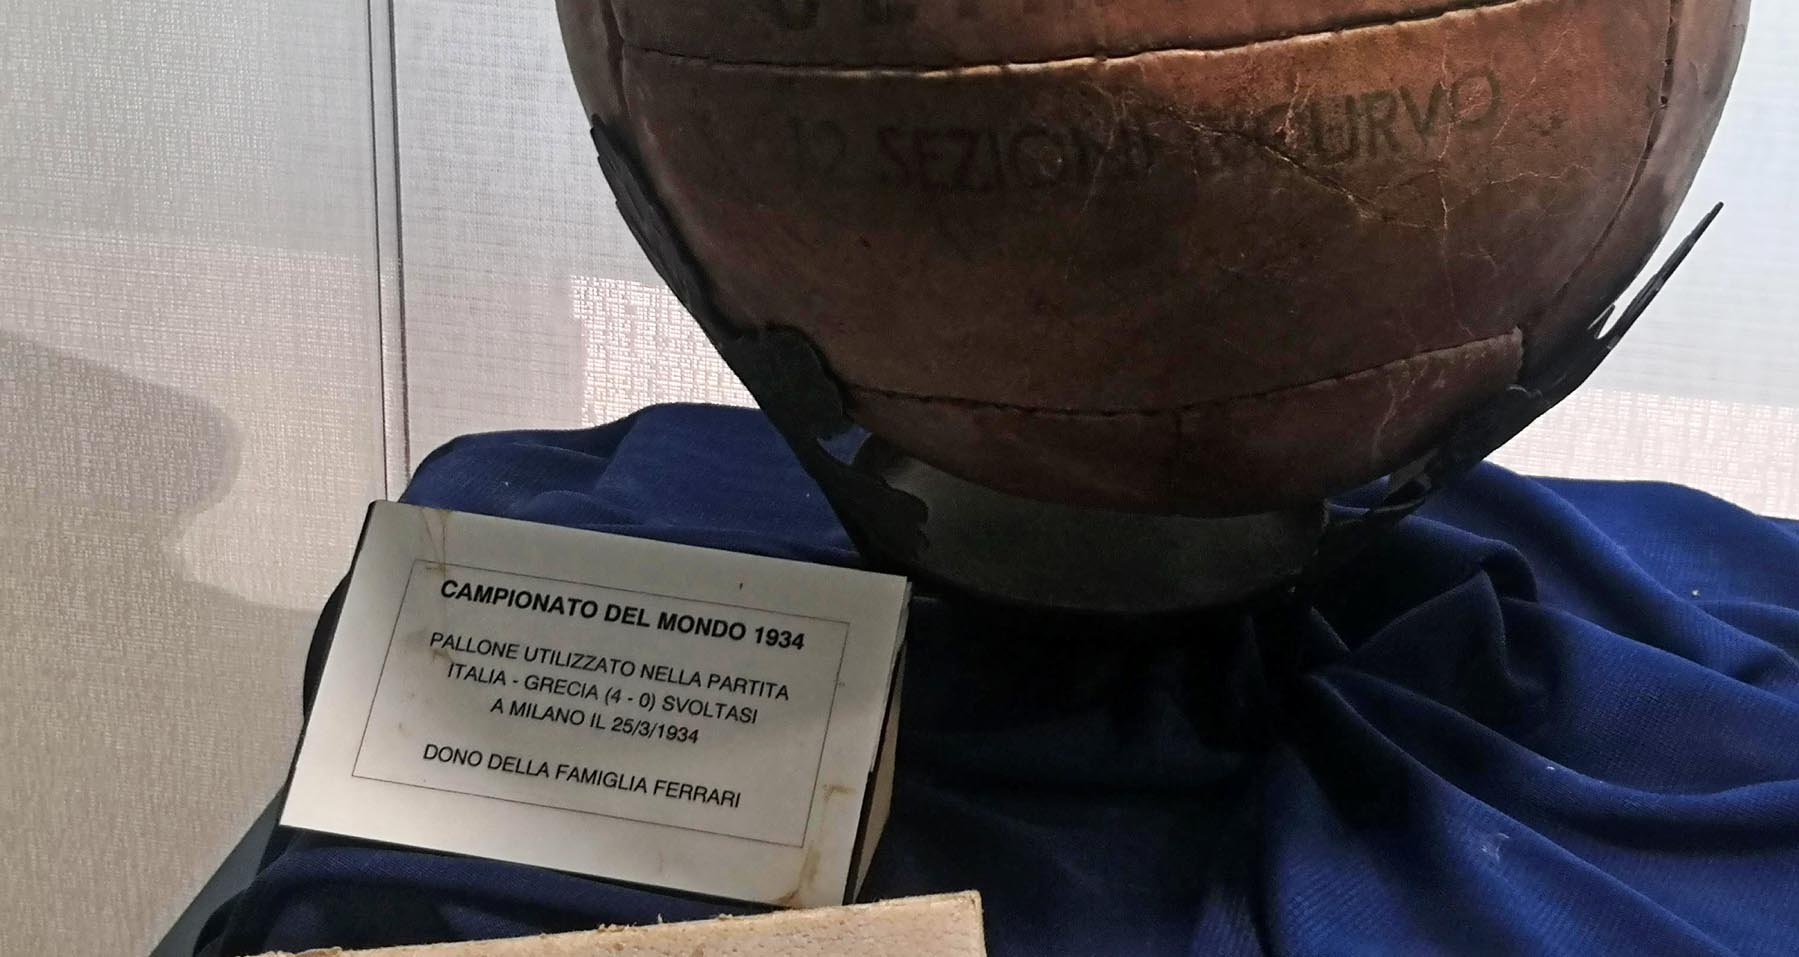 12 SEZIONI
CAMPIONATO DEL MONDO 1934
PALLONE UTILIZZATO NELLA PARTITA
ITALIA - GRECIA (4 - 0) SVOLTASI
A MILANO IL 25/3/1934
DONO DELLA FAMIGLIA FERRARI